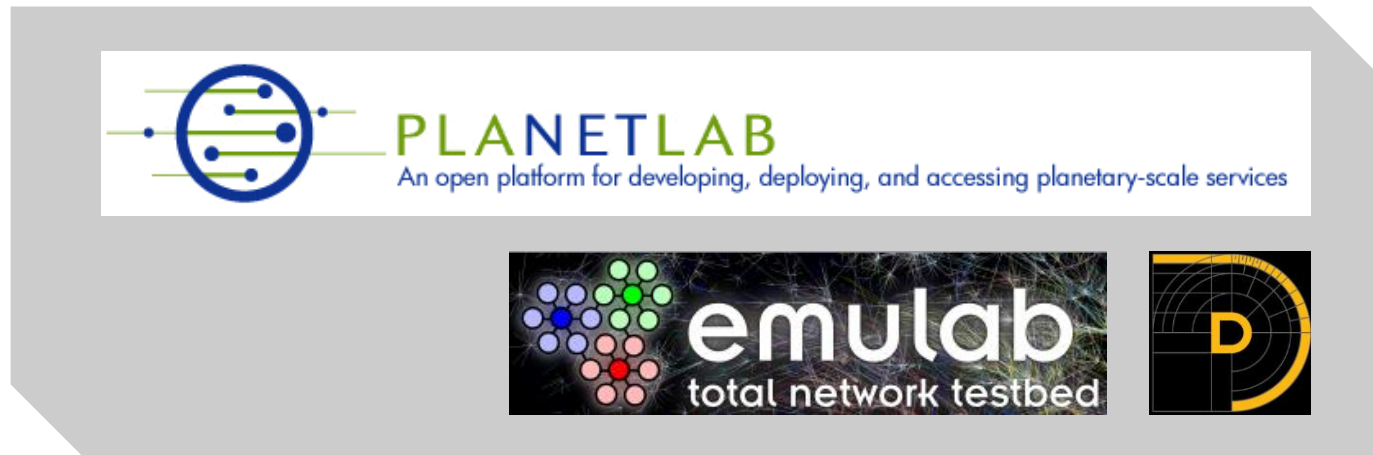 PLANETLAB
An open platform for developing, deploying, and accessing planetary-scale services
emulab
total network testbed
D